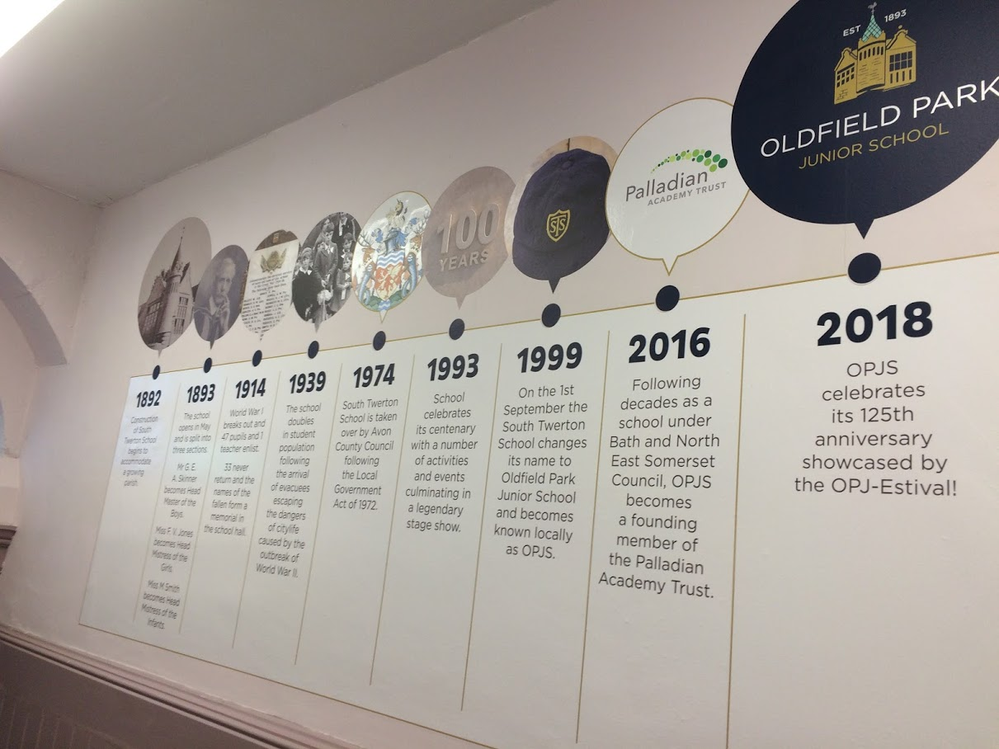 EST 1893
OLDFIELD PARK
JUNIOR SCHOOL
Palladian
ACADEMY TRUST
SJS
100
YEARS
1892
Construction
of South
Twerton School
begins to
accommodate
a growing
parish.
1893
The school
opens in May
and is split into
three sections.
Mr G. E.
A. Skinner
becomes Head
Master of the
Boys.
Miss F. V. Jones
becomes Head
Mistress of the
Girls.
Miss M Smith
becomes Head
Mistress of the
Infants.
1914
World War I
breaks out and
47 pupils and 1
teacher enlist.
33 never
return and the
names of the
fallen form a
memorial in
the school hall.
1939
The school
doubles
in student
population
following
the arrival
of evacuees
escaping
the dangers
of citylife
caused by the
outbreak of
World War II.
1974
South Twerton
School is taken
over by Avon
County Council
following
the Local
Government
Act of 1972.
1993
School
celebrates
its centenary
with a number
of activities
and events
culminating in
a legendary
stage show.
1999
On the 1st
September the
South Twerton
School changes
its name to
Oldfield Park
Junior School
and becomes
known locally
as OPJS.
2016
Following
decades as a
school under
Bath and North
East Somerset
Council, OPJS
becomes
a founding
member of
the Palladian
Academy Trust.
2018
OPJS
celebrates
its 125th
anniversary
showcased by
the OPJ-Estival!